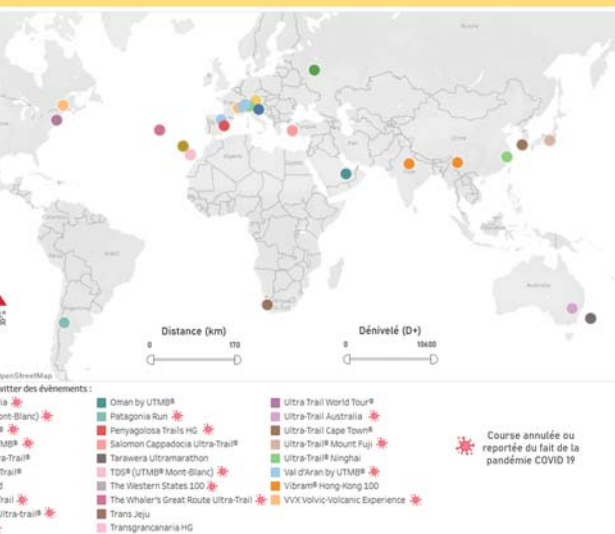 Distance (km)
0 170
Dénivelé (D+)
0 10600
OpenStreetMap
witter des évènements :
ont-Blanc)
MB®
ra-Trail®
Trail®
rail
Ultra-trail®
Oman by UTMB®
Patagonia Run
Penyagolosa Trails HG
Salomon Cappadocia Ultra-Trail®
Tarawera Ultramarathon
TDS® (UTMB® Mont-Blanc)
The Western States 100
The Whaler's Great Route Ultra-Trail
Trans Jeju
Transgrancanaria HG
Ultra Trail World Tour®
Ultra-Trail Australia
Ultra-Trail Cape Town®
Ultra-Trail® Mount Fuji
Ultra-Trail® Ninghai
Val d'Aran by UTMB®
Vibram® Hong-Kong 100
VVX Volvic-Volcanic Experience
Course annulée ou
reportée du fait de la
pandémie COVID 19